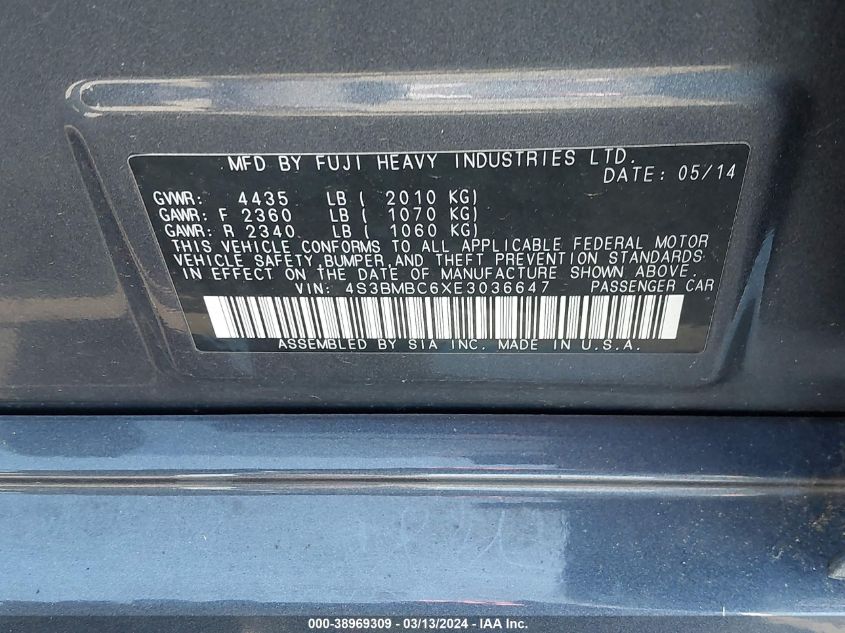 MFD BY FUJI HEAVY INDUSTRIES LTD.
DATE: 05/14
GVWR: 4435 LB ( 2010 KG)
GAWR: F 2360 LB ( 1070 KG)
GAWR: R 2340 LB ( 1060 KG)
THIS VEHICLE CONFORMS TO ALL APPLICABLE FEDERAL MOTOR
VEHICLE SAFETY, BUMPER, AND THEFT PREVENTION STANDARDS
IN EFFECT ON THE DATE OF MANUFACTURE SHOWN ABOVE.
VIN: 4S3BMBC6XE3036647 PASSENGER CAR
ASSEMBLED BY SIA INC. MADE IN U.S.A.
000-38969309 — 03/13/2024 - IAA Inc.